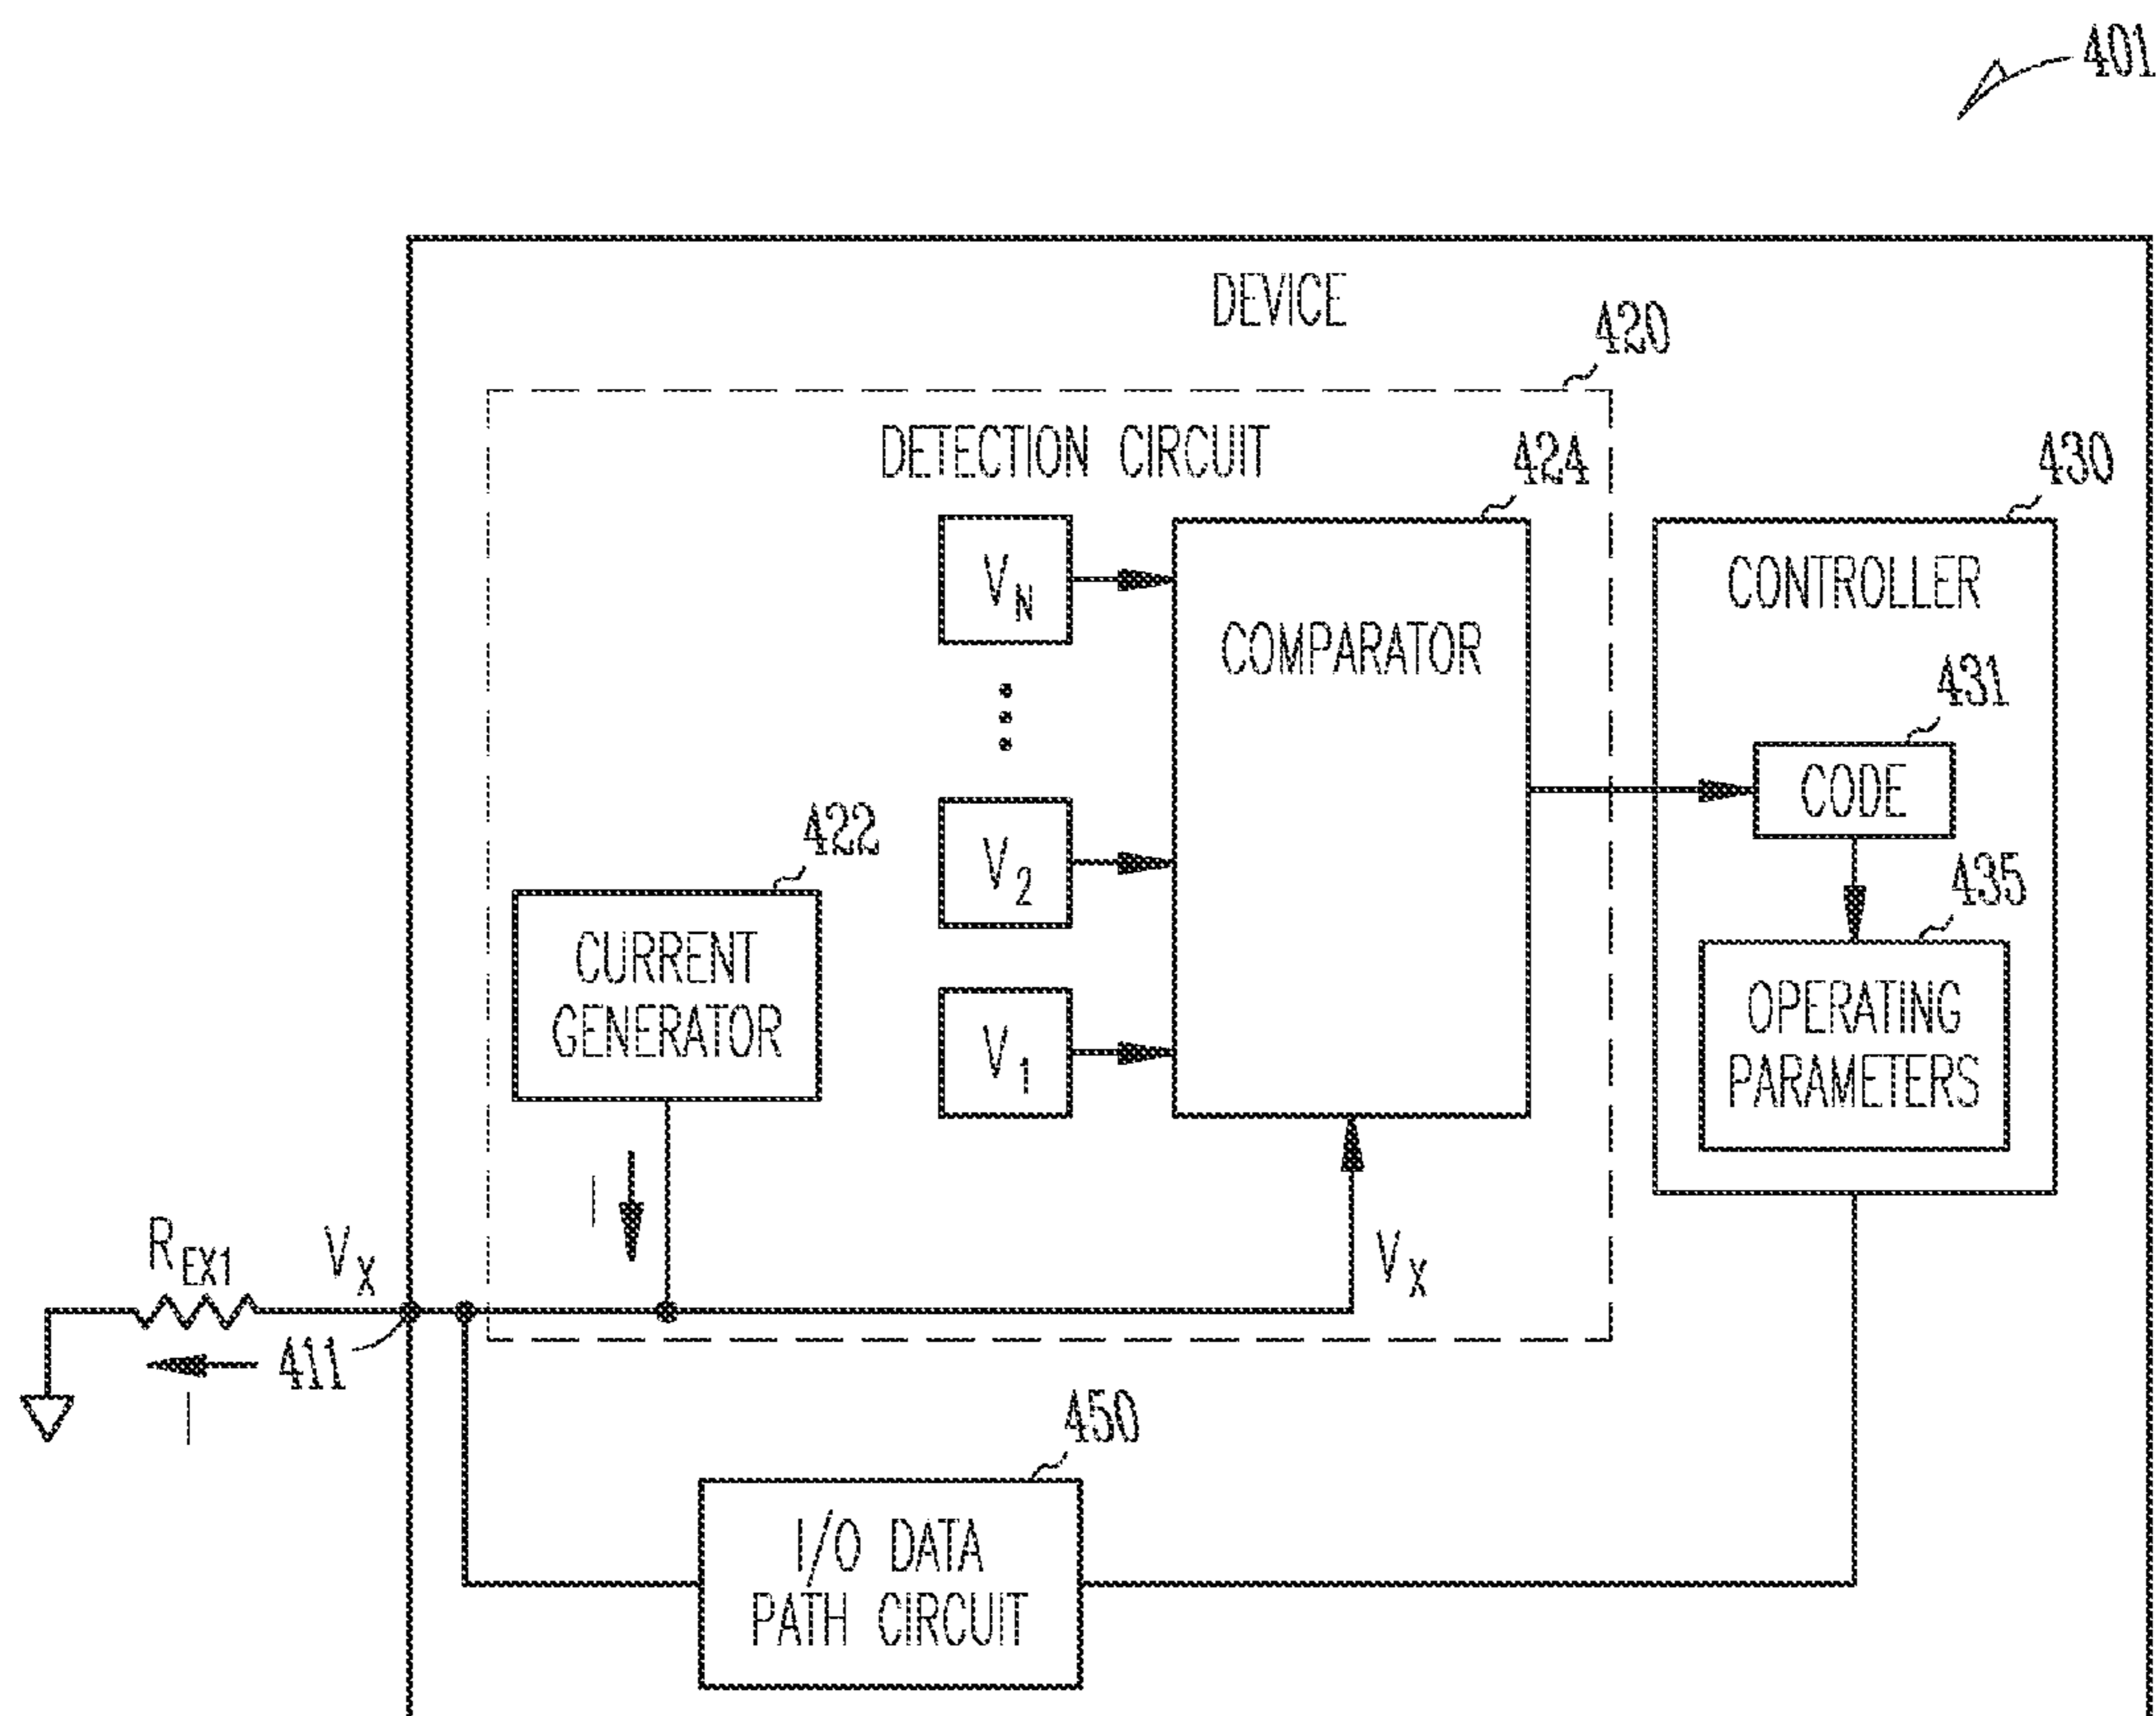 401
DEVICE
420
DETECTION CIRCUIT
424
430
V_N
CONTROLLER
COMPARATOR
431
CODE
422
V_2
435
CURRENT
GENERATOR
OPERATING
PARAMETERS
V_1
I
R_EX1
V_X
V_X
411
I
450
I/O DATA
PATH CIRCUIT